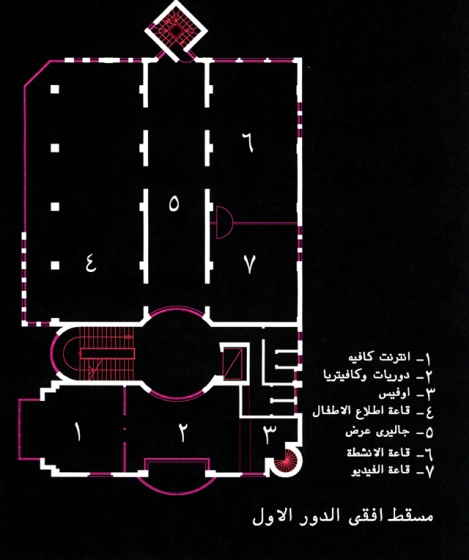 ٦
٥
٤
٧
١
٢
٣
١- انترنت كافيه
٢- دوريات وكافيتريا
٣- اوفيس
٤- قاعة اطلاع الاطفال
٥- جاليرى عرض
٦- قاعة الانشطة
٧- قاعة الفيديو
مسقط افقى الدور الاول